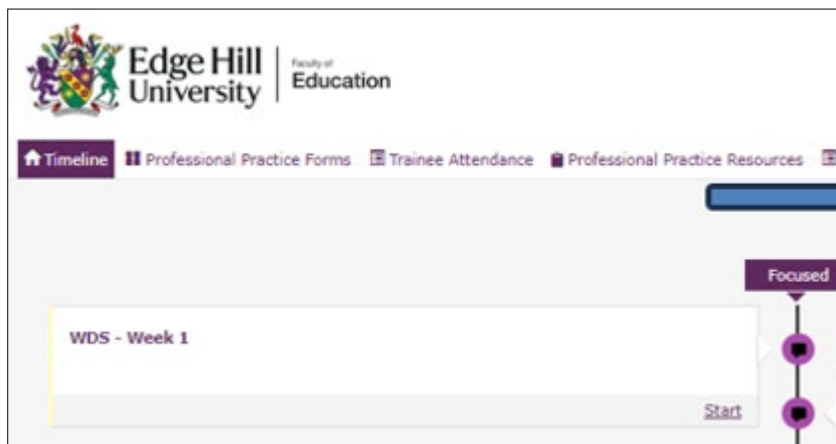 Edge Hill
University
Faculty of
Education
Timeline Professional Practice Forms Trainee Attendance Professional Practice Resources
Focused
WDS - Week 1
Start